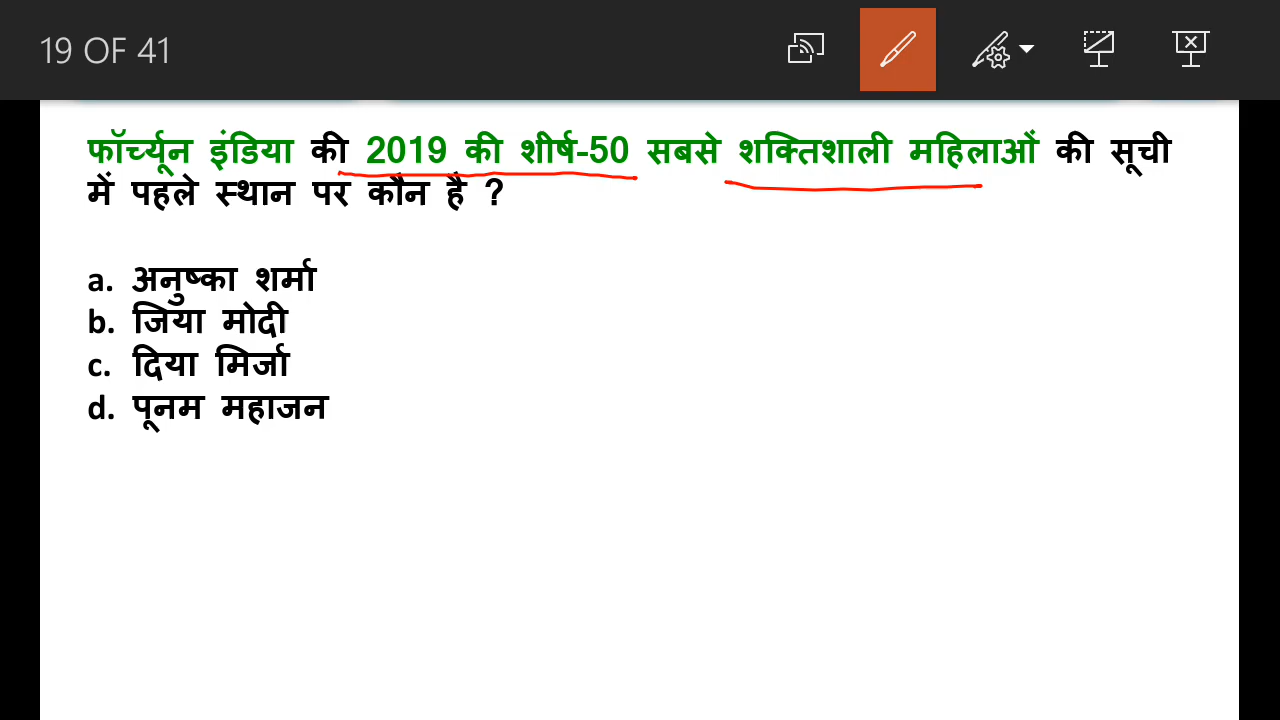 19 OF 41
फॉर्च्यून इंडिया की 2019 की शीर्ष-50 सबसे शक्तिशाली महिलाओं की सूची
में पहले स्थान पर कौन है ?
a. अनुष्का शर्मा
b. जिया मोदी
c. दिया मिर्जा
d. पूनम महाजन